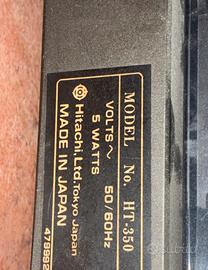 MODEL No. HT-350
VOLTS~ 50/60Hz
5 WATTS
Hitachi, Ltd. Tokyo Japan
MADE IN JAPAN